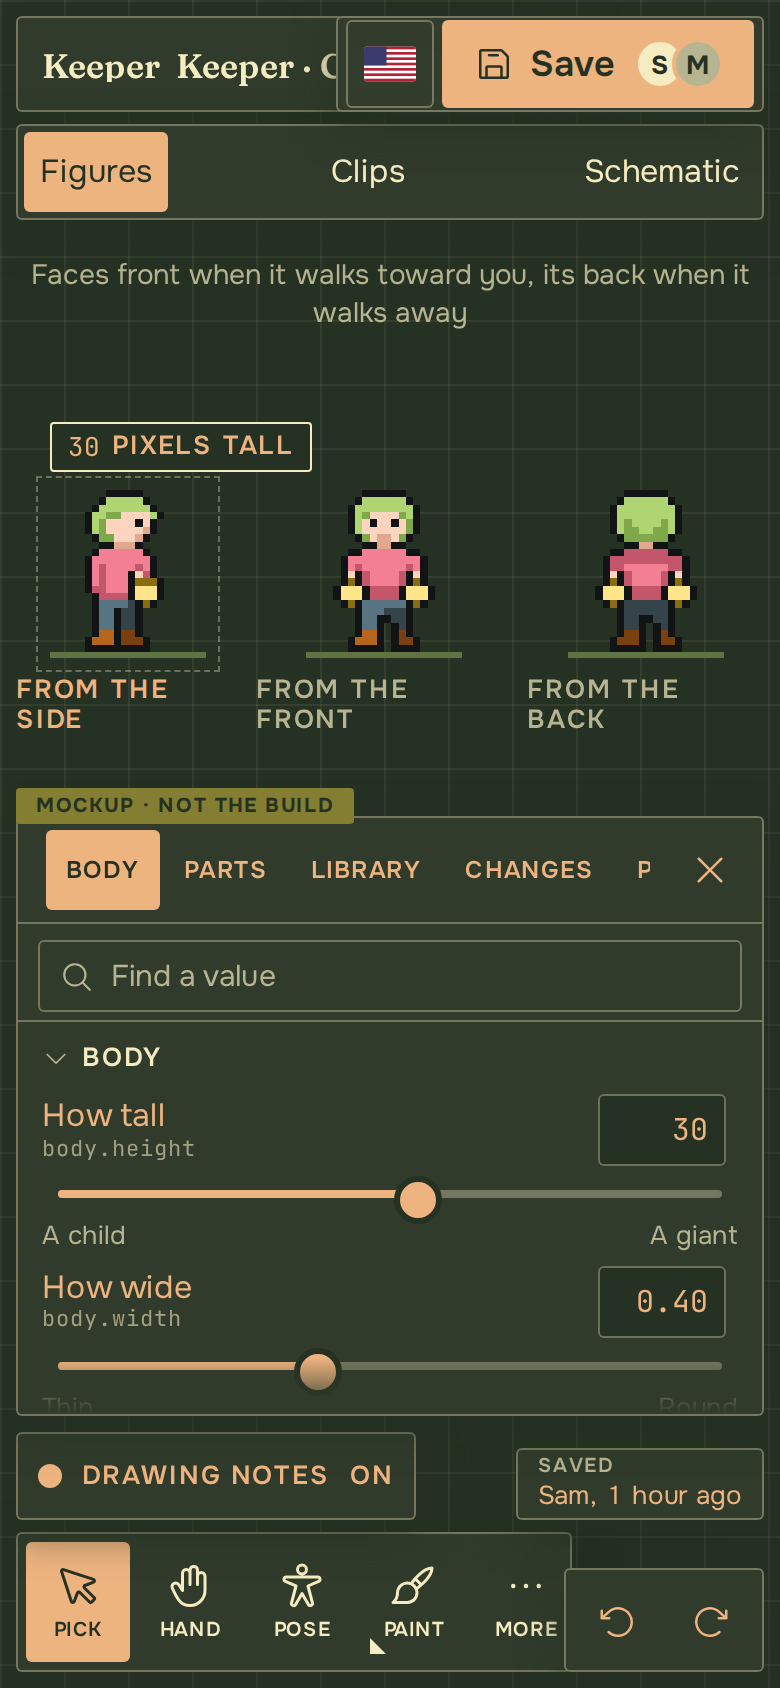 Keeper Keeper · C
Save S M
Figures Clips Schematic
Faces front when it walks toward you, its back when it
walks away
30 PIXELS TALL
FROM THE
SIDE
FROM THE
FRONT
FROM THE
BACK
MOCKUP · NOT THE BUILD
BODY PARTS LIBRARY CHANGES P
Find a value
BODY
How tall
body.height
30
A child A giant
How wide
body.width
0.40
Thin Round
DRAWING NOTES ON
SAVED
Sam, 1 hour ago
PICK HAND POSE PAINT MORE